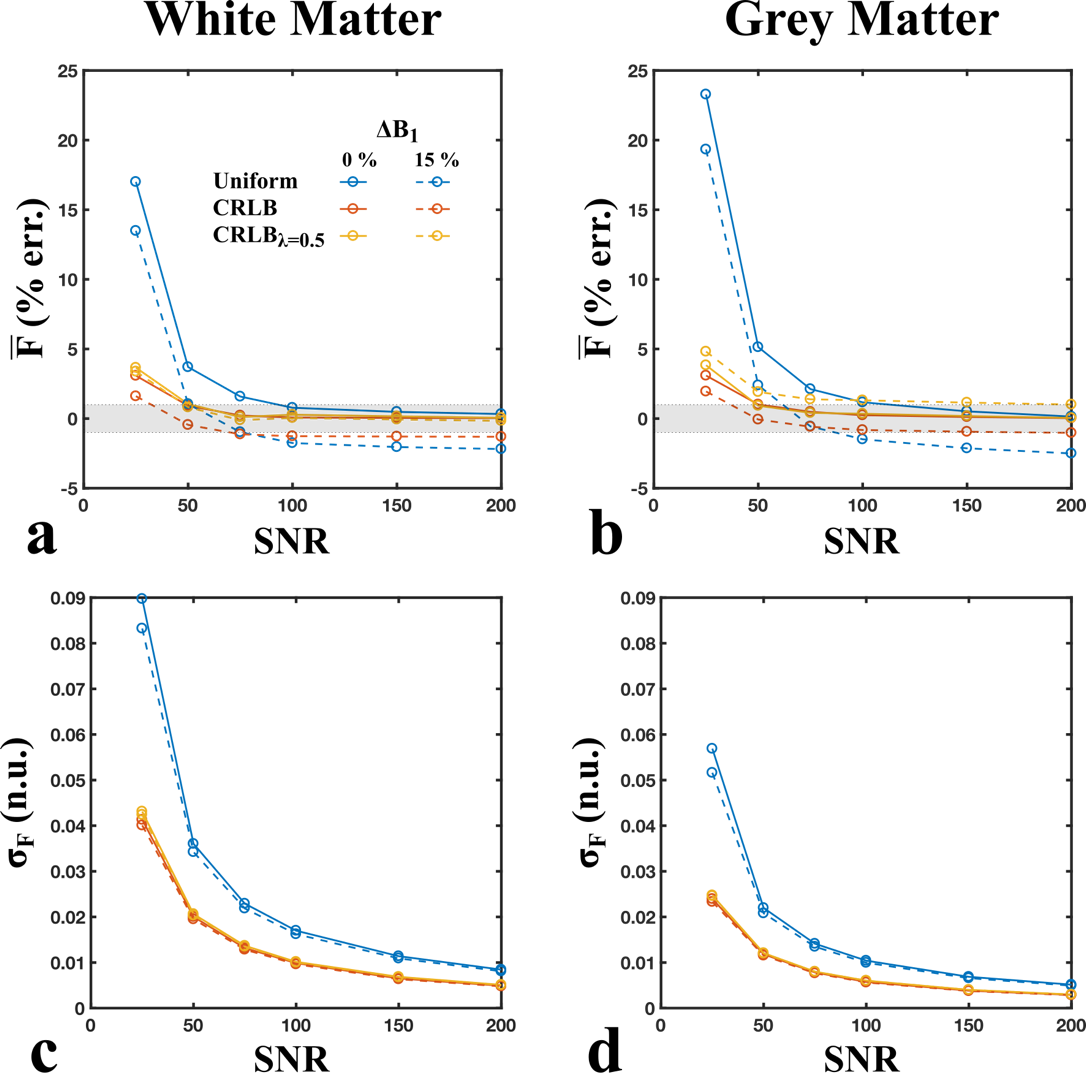 White Matter
Grey Matter
25
20
15
10
5
0
-5
F̅ (% err.)
ΔB1
0 % 15 %
Uniform
CRLB
CRLBλ=0.5
0 50 100 150 200
SNR
a
25
20
15
10
5
0
-5
F̅ (% err.)
0 50 100 150 200
SNR
b
0.09
0.08
0.07
0.06
0.05
0.04
0.03
0.02
0.01
0
σF (n.u.)
0 50 100 150 200
SNR
c
0.09
0.08
0.07
0.06
0.05
0.04
0.03
0.02
0.01
0
σF (n.u.)
0 50 100 150 200
SNR
d